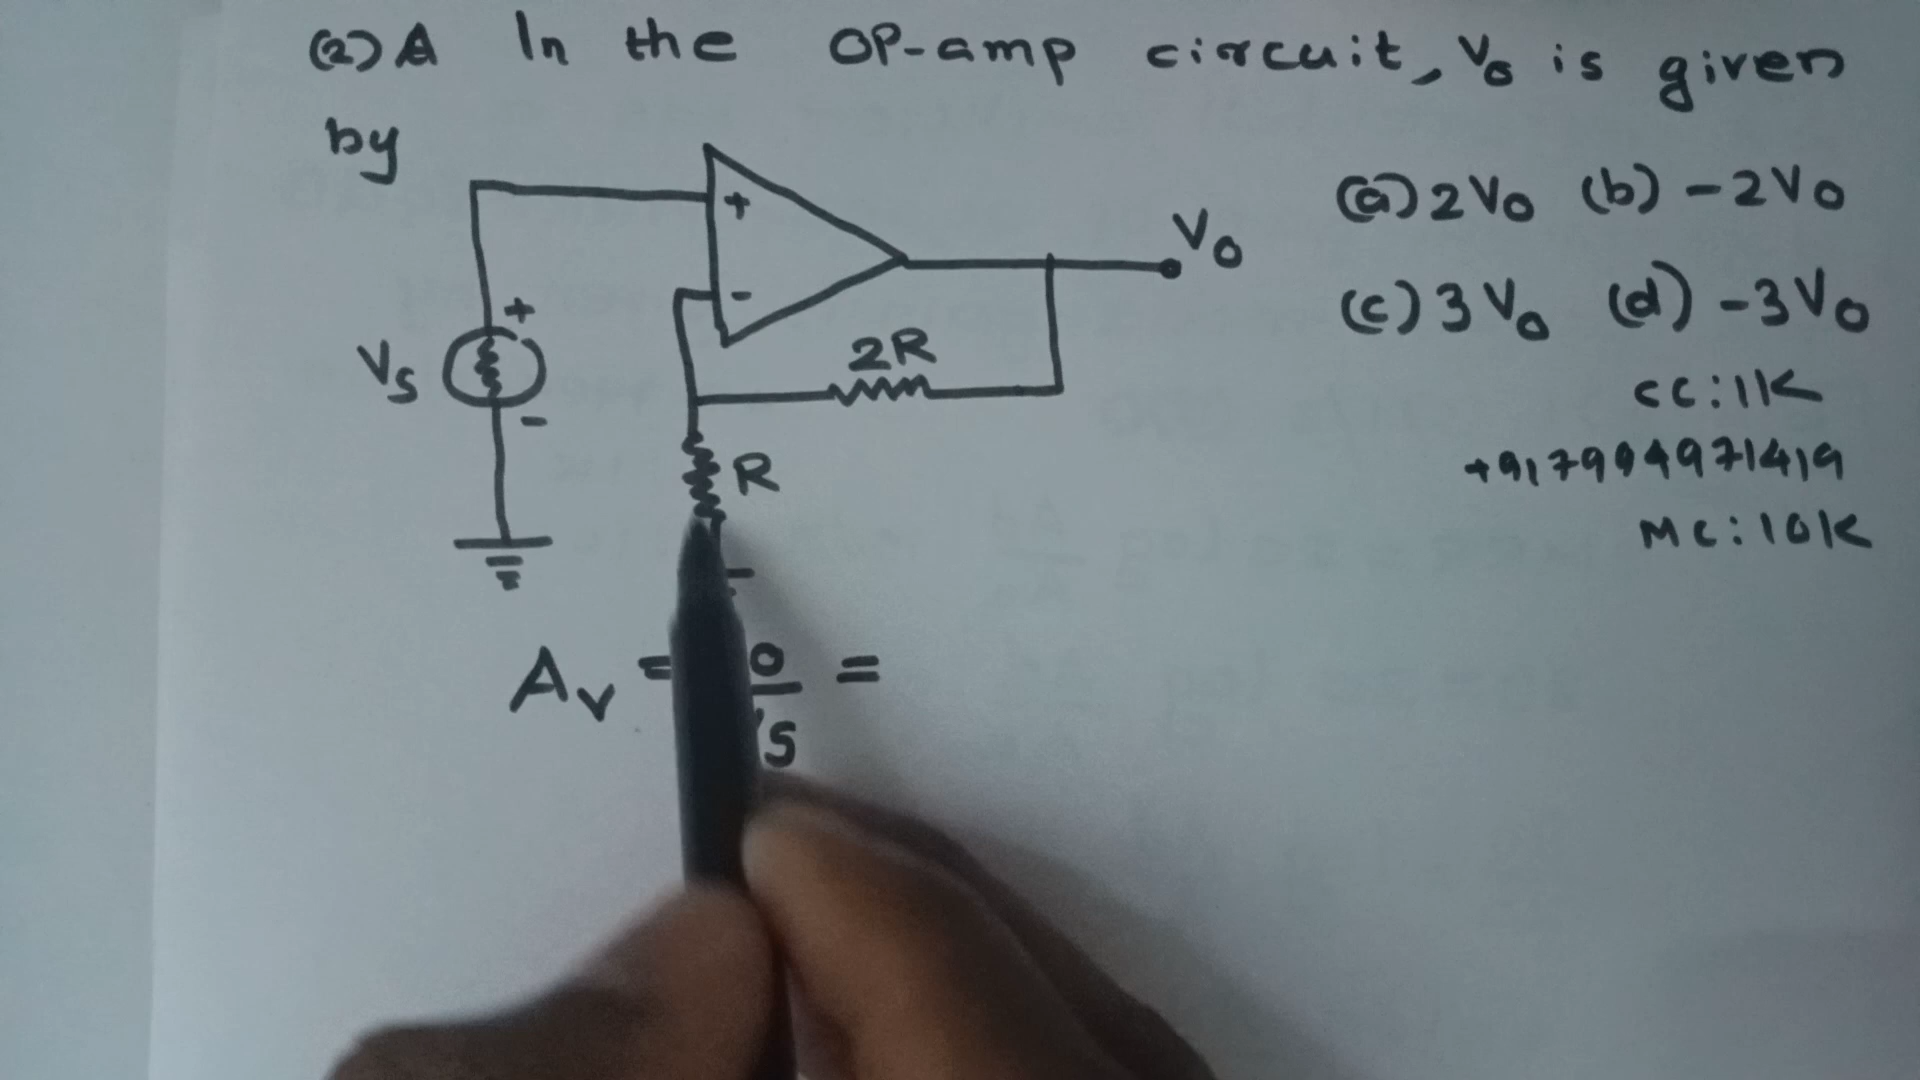 (2) A In the OP-amp circuit, Vo is given
by
(a) 2Vo (b) -2Vo
+
Vo
-
(c) 3Vo (d) -3Vo
+
2R
Vs
cc: 1K
-
R
+917994971419
Mc: 10K
Av = o/s =